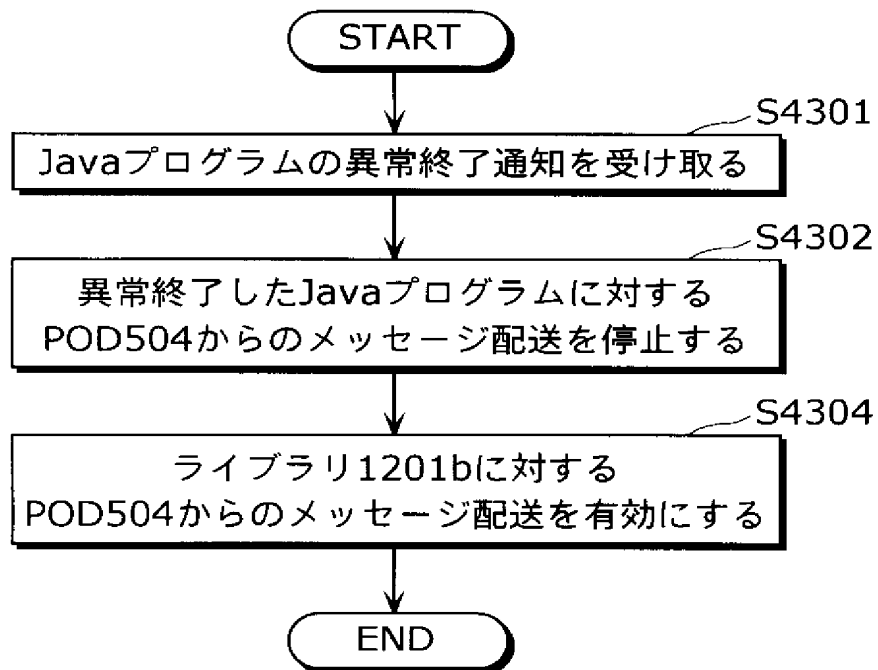 START
S4301
Javaプログラムの異常終了通知を受け取る
S4302
異常終了したJavaプログラムに対する
POD504からのメッセージ配送を停止する
S4304
ライブラリ1201bに対する
POD504からのメッセージ配送を有効にする
END